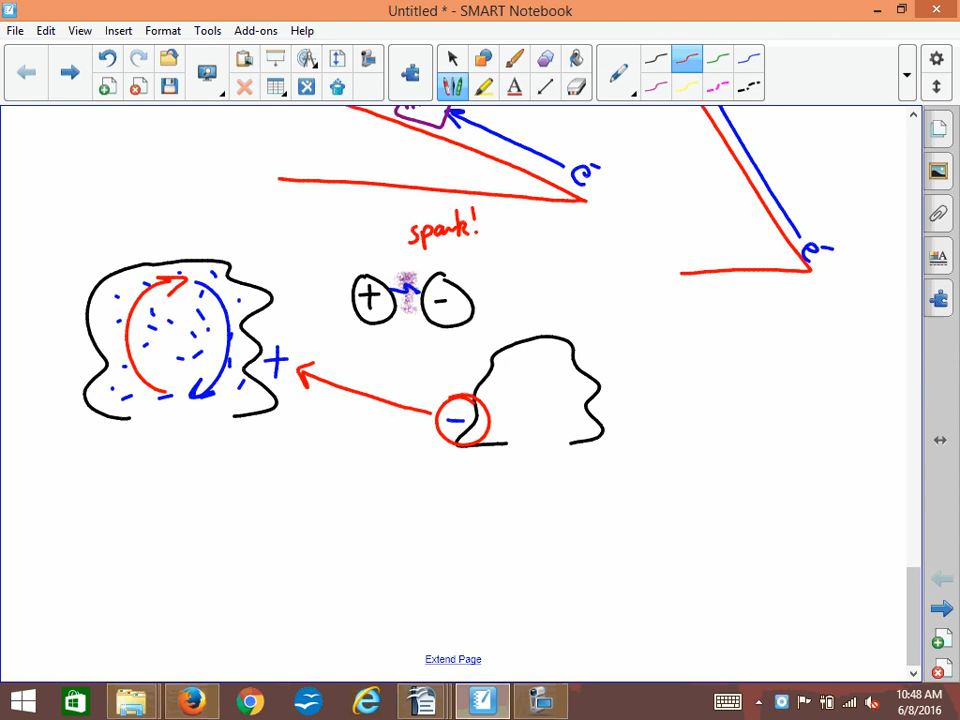 Untitled * - SMART Notebook
File Edit View Insert Format Tools Add-ons Help
e-
e-
spark!
+ -
+
-
Extend Page
10:48 AM
6/8/2016